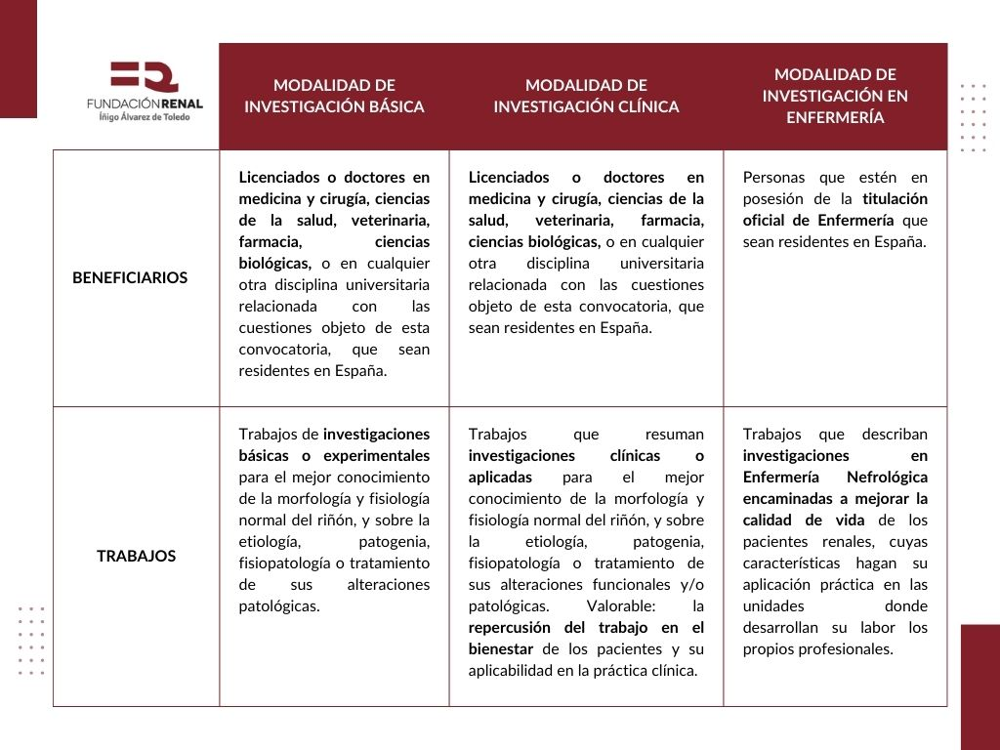 FUNDACIÓNRENAL
Íñigo Álvarez de Toledo
MODALIDAD DE
INVESTIGACIÓN BÁSICA
MODALIDAD DE
INVESTIGACIÓN CLÍNICA
MODALIDAD DE
INVESTIGACIÓN EN
ENFERMERÍA
BENEFICIARIOS
Licenciados o doctores en
medicina y cirugía, ciencias
de la salud, veterinaria,
farmacia, ciencias
biológicas, o en cualquier
otra disciplina universitaria
relacionada con las
cuestiones objeto de esta
convocatoria, que sean
residentes en España.
Licenciados o doctores en
medicina y cirugía, ciencias de la
salud, veterinaria, farmacia,
ciencias biológicas, o en cualquier
otra disciplina universitaria
relacionada con las cuestiones
objeto de esta convocatoria, que
sean residentes en España.
Personas que estén en
posesión de la titulación
oficial de Enfermería que
sean residentes en España.
TRABAJOS
Trabajos de investigaciones
básicas o experimentales
para el mejor conocimiento
de la morfología y fisiología
normal del riñón, y sobre la
etiología, patogenia,
fisiopatología o tratamiento
de sus alteraciones
patológicas.
Trabajos que resuman
investigaciones clínicas o
aplicadas para el mejor
conocimiento de la morfología y
fisiología normal del riñón, y sobre
la etiología, patogenia,
fisiopatología o tratamiento de
sus alteraciones funcionales y/o
patológicas. Valorable: la
repercusión del trabajo en el
bienestar de los pacientes y su
aplicabilidad en la práctica clínica.
Trabajos que describan
investigaciones en
Enfermería Nefrológica
encaminadas a mejorar la
calidad de vida de los
pacientes renales, cuyas
características hagan su
aplicación práctica en las
unidades donde
desarrollan su labor los
propios profesionales.